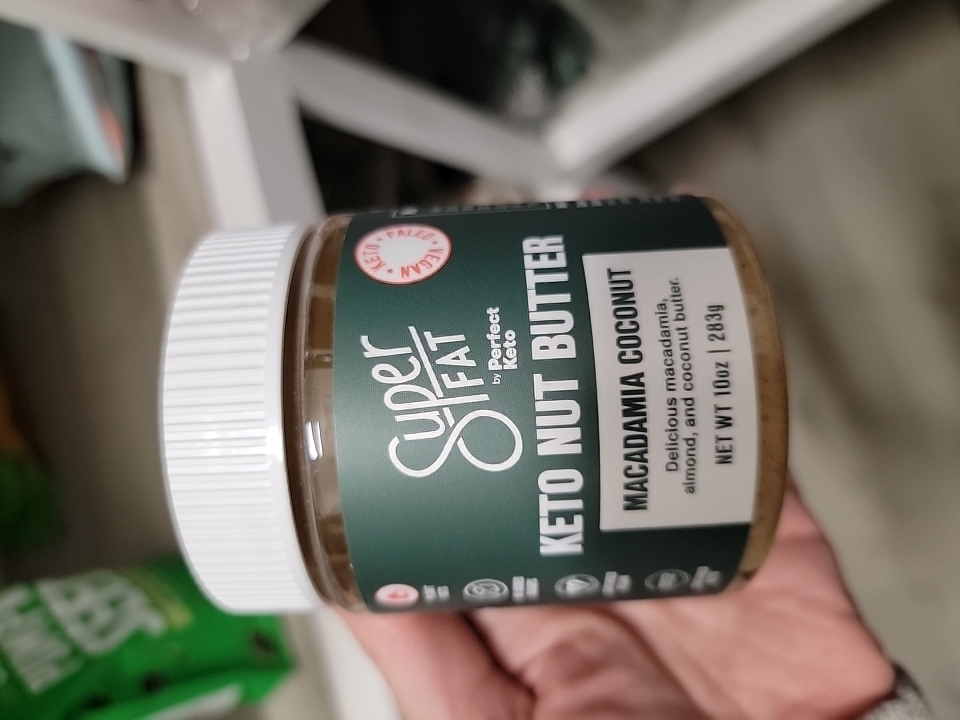 KETO • PALEO • VEGAN •
Super
FAT
by Perfect
Keto
KETO NUT BUTTER
MACADAMIA COCONUT
Delicious macadamia,
almond, and coconut butter.
NET WT 10oz | 283g